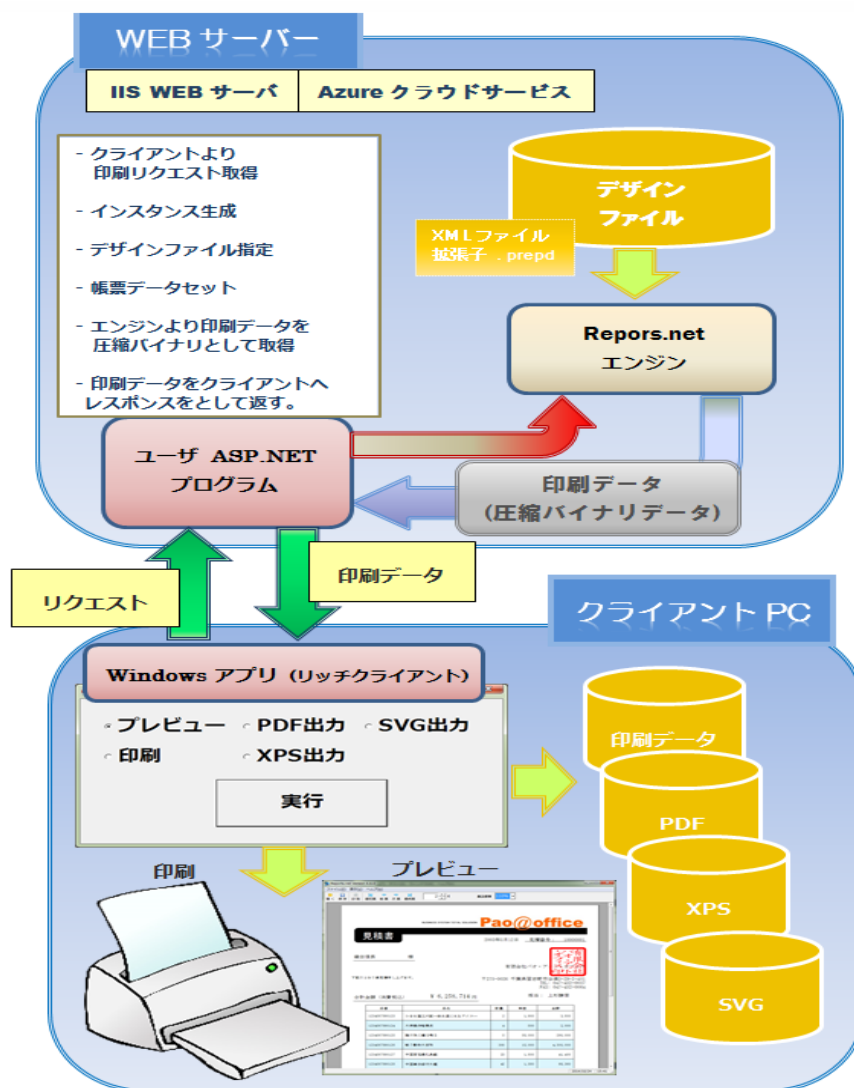 WEB サーバー
IIS WEB サーバ
Azure クラウドサービス
- クライアントより
印刷リクエスト取得
- インスタンス生成
- デザインファイル指定
- 帳票データセット
- エンジンより印刷データを
圧縮バイナリとして取得
- 印刷データをクライアントへ
レスポンスをとして返す。
デザイン
ファイル
XMLファイル
拡張子 .prepd
Repors.net
エンジン
ユーザ ASP.NET
プログラム
印刷データ
(圧縮バイナリデータ)
リクエスト
印刷データ
クライアント PC
Windows アプリ (リッチクライアント)
プレビュー
PDF出力
SVG出力
印刷
XPS出力
実行
印刷データ
PDF
XPS
SVG
印刷
プレビュー
Pao@office
見積書